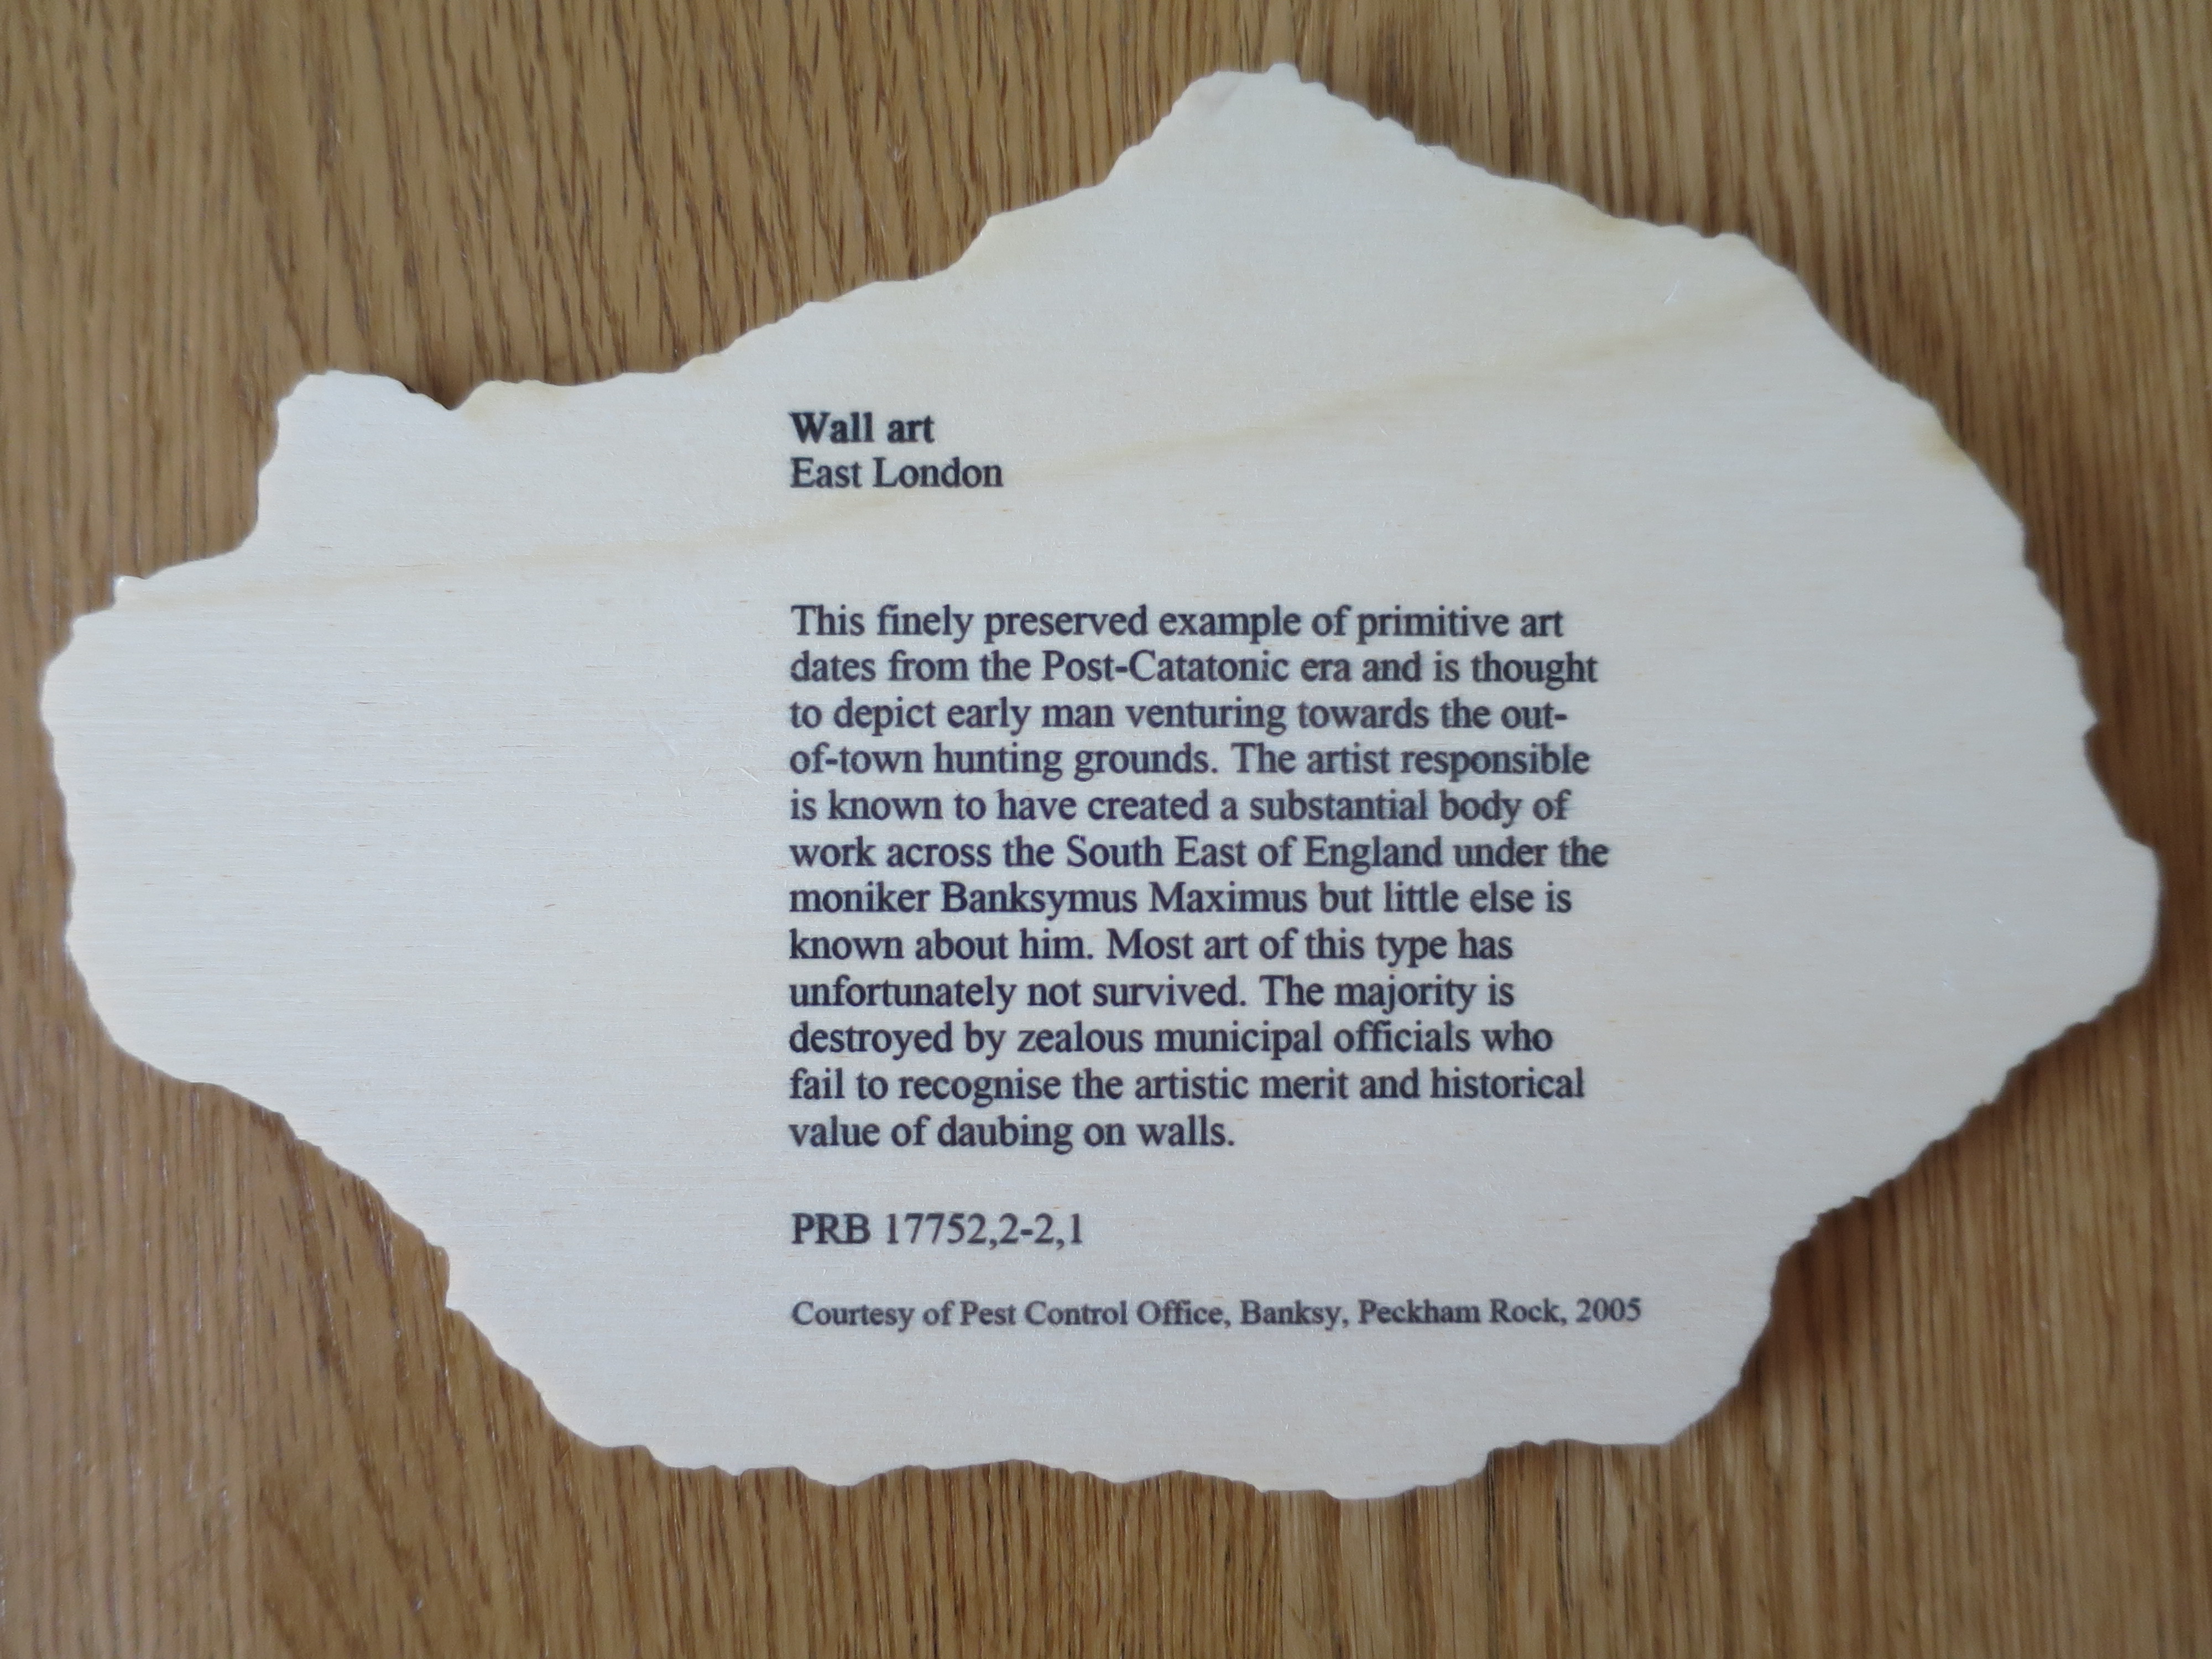 Wall art
East London
This finely preserved example of primitive art
dates from the Post-Catatonic era and is thought
to depict early man venturing towards the out-
of-town hunting grounds. The artist responsible
is known to have created a substantial body of
work across the South East of England under the
moniker Banksymus Maximus but little else is
known about him. Most art of this type has
unfortunately not survived. The majority is
destroyed by zealous municipal officials who
fail to recognise the artistic merit and historical
value of daubing on walls.
PRB 17752,2-2,1
Courtesy of Pest Control Office, Banksy, Peckham Rock, 2005